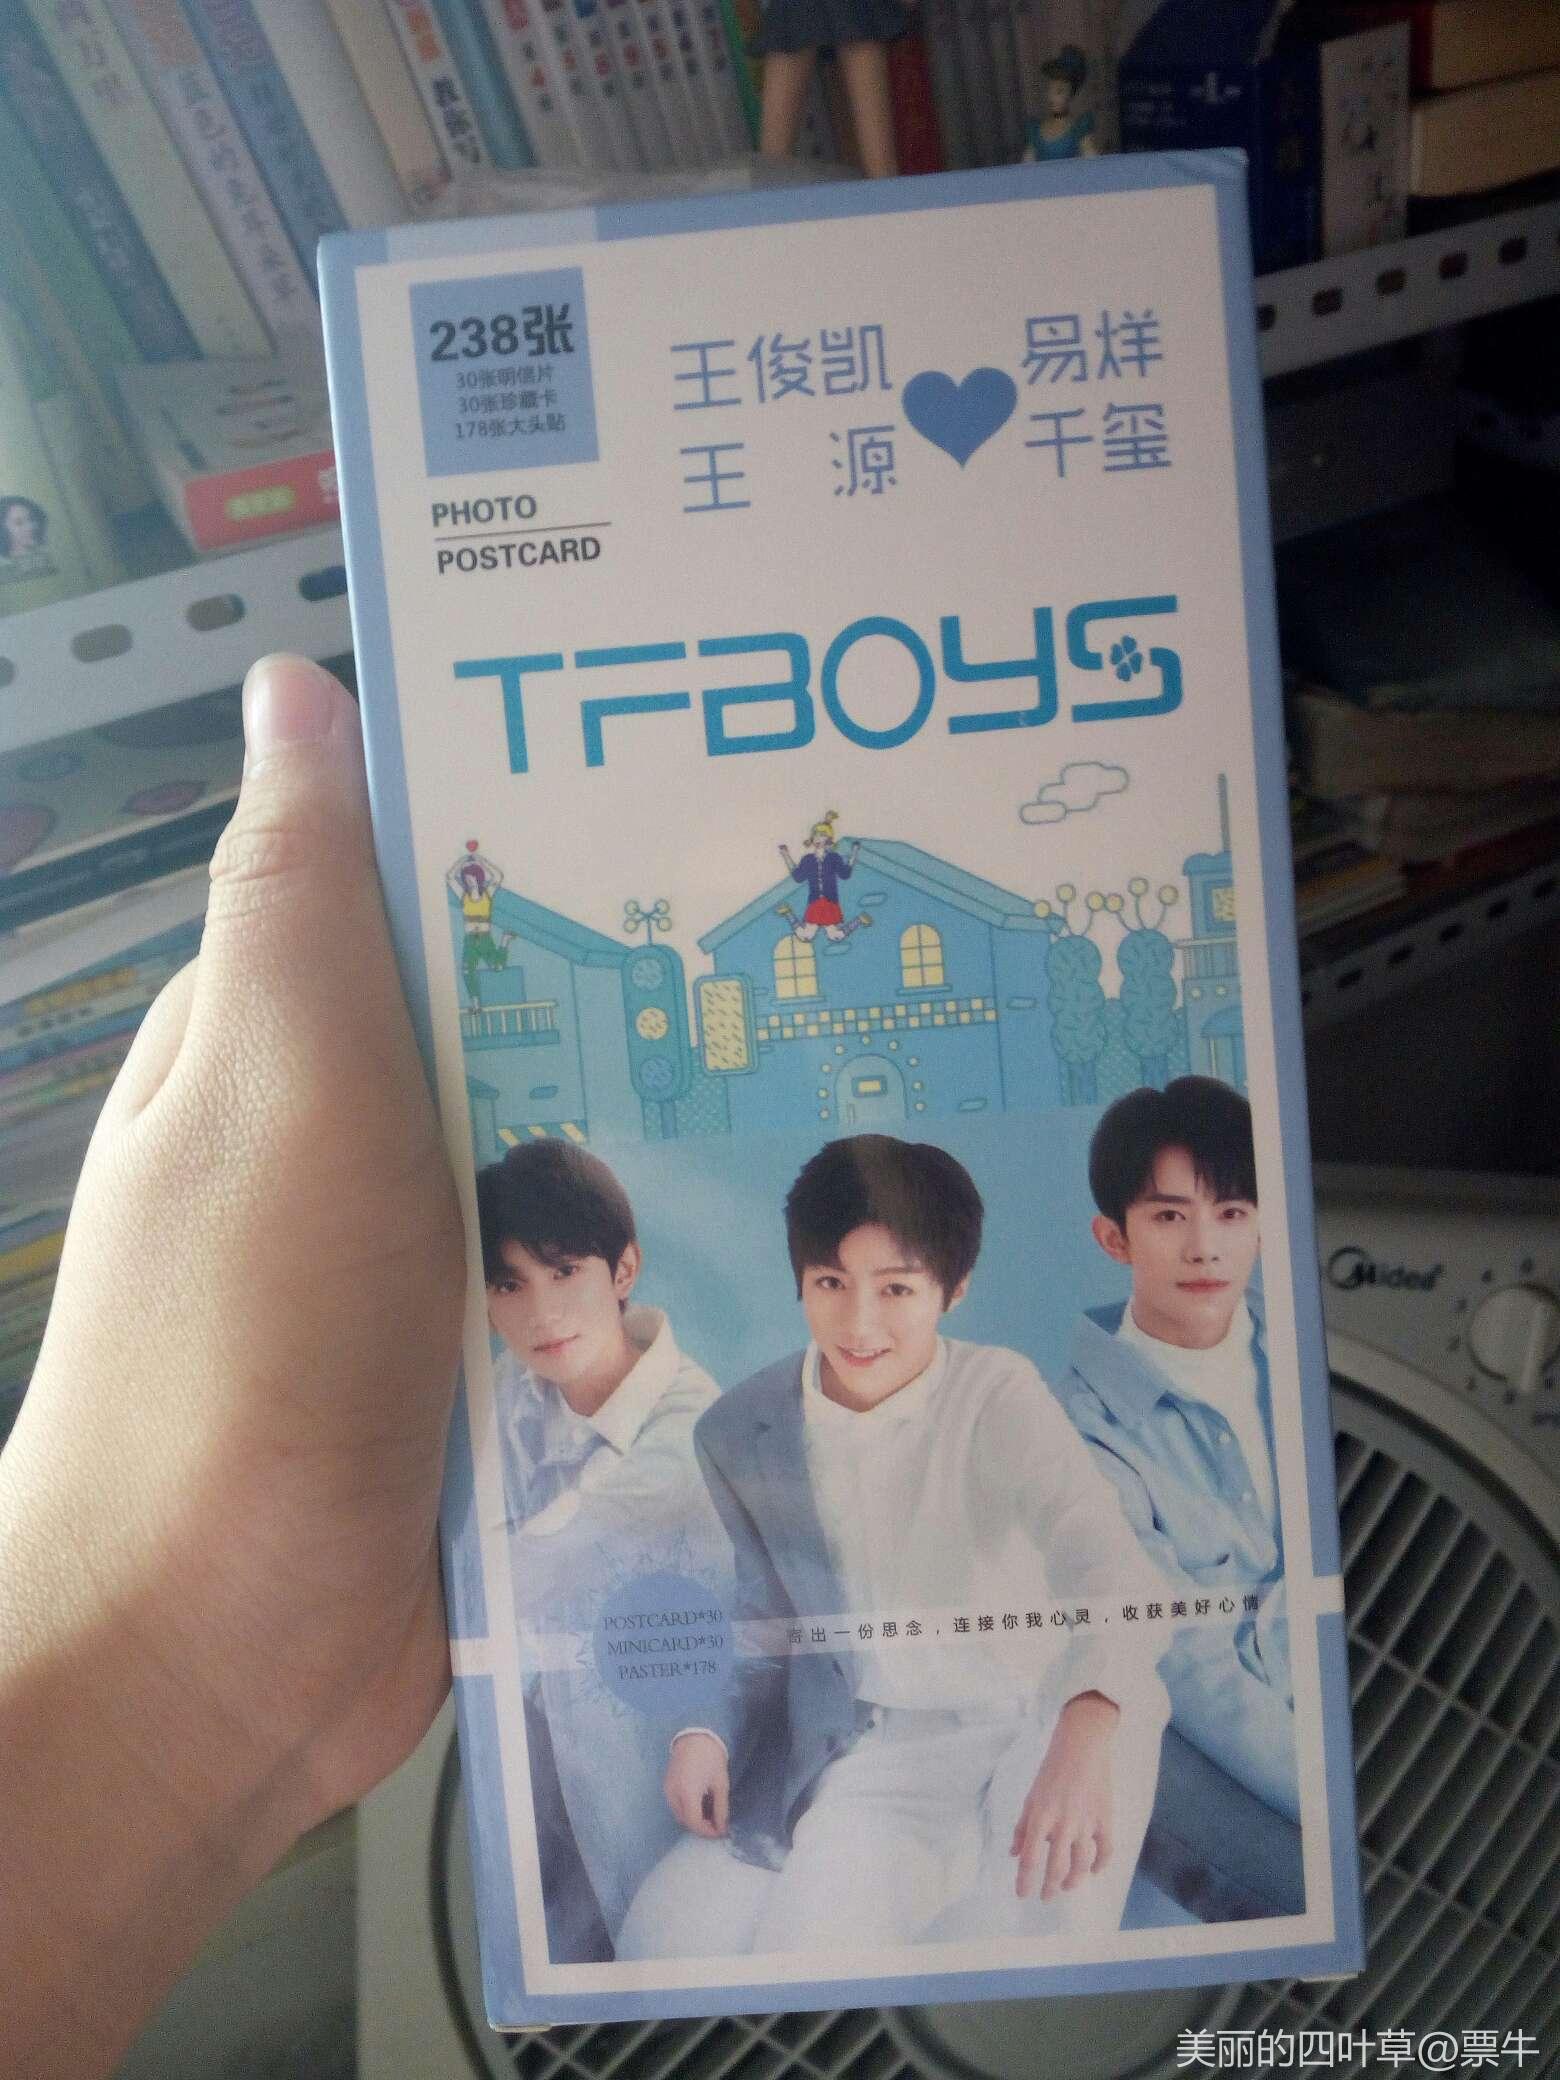 238张
30张明信片
30张珍藏卡
178张大头贴
PHOTO
POSTCARD
王俊凯
王 源
易烊
千玺
TFBOYS
POSTCARD*30
MINICARD*30
PASTER*178
寄出一份思念，连接你我心灵，收获美好心情
Midea
美丽的四叶草@票牛